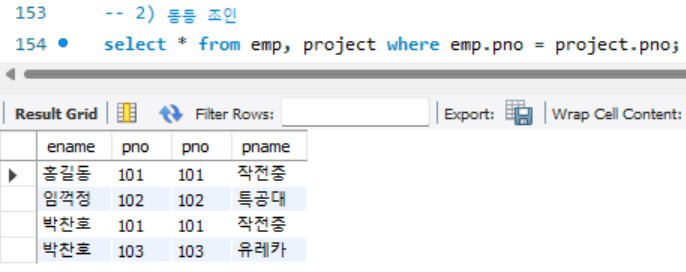 153 -- 2) 동등 조인
154 select * from emp, project where emp.pno = project.pno;
Result Grid Filter Rows: Export: Wrap Cell Content:
ename pno pno pname
홍길동 101 101 작전중
임꺽정 102 102 특공대
박찬호 101 101 작전중
박찬호 103 103 유레카